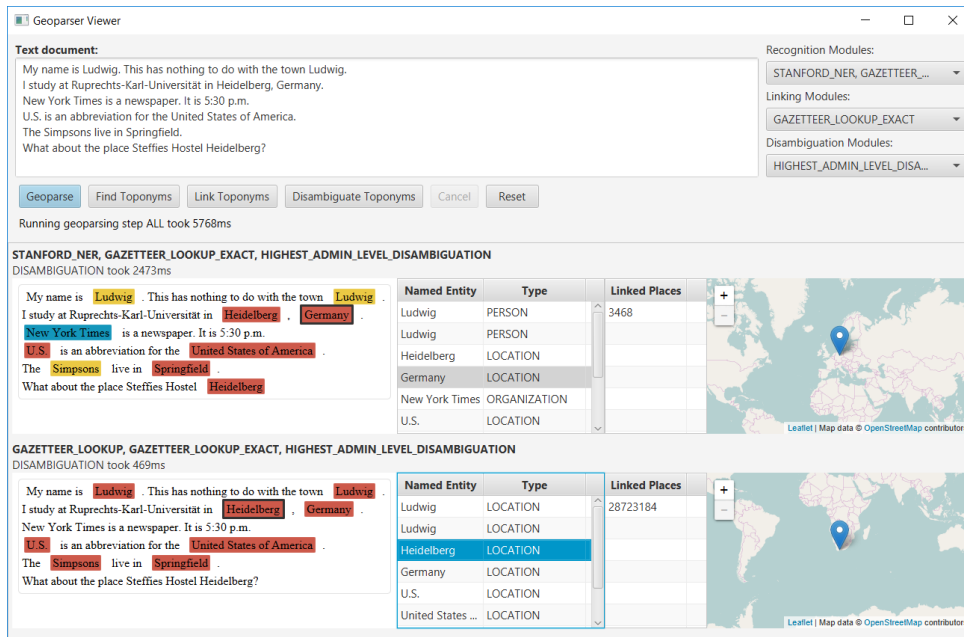 Geoparser Viewer
Text document:
My name is Ludwig. This has nothing to do with the town Ludwig.
I study at Ruprechts-Karl-Universität in Heidelberg, Germany.
New York Times is a newspaper. It is 5:30 p.m.
U.S. is an abbreviation for the United States of America.
The Simpsons live in Springfield.
What about the place Steffies Hostel Heidelberg?
Recognition Modules:
STANFORD_NER, GAZETTEER_...
Linking Modules:
GAZETTEER_LOOKUP_EXACT
Disambiguation Modules:
HIGHEST_ADMIN_LEVEL_DISA...
Geoparse Find Toponyms Link Toponyms Disambiguate Toponyms Cancel Reset
Running geoparsing step ALL took 5768ms
STANFORD_NER, GAZETTEER_LOOKUP_EXACT, HIGHEST_ADMIN_LEVEL_DISAMBIGUATION
DISAMBIGUATION took 2473ms
My name is Ludwig . This has nothing to do with the town Ludwig .
I study at Ruprechts-Karl-Universität in Heidelberg , Germany .
New York Times is a newspaper. It is 5:30 p.m.
U.S. is an abbreviation for the United States of America .
The Simpsons live in Springfield .
What about the place Steffies Hostel Heidelberg
Named Entity Type Linked Places
Ludwig PERSON 3468
Ludwig PERSON
Heidelberg LOCATION
Germany LOCATION
New York Times ORGANIZATION
U.S. LOCATION
+
−
Leaflet | Map data © OpenStreetMap contributor
GAZETTEER_LOOKUP, GAZETTEER_LOOKUP_EXACT, HIGHEST_ADMIN_LEVEL_DISAMBIGUATION
DISAMBIGUATION took 469ms
My name is Ludwig . This has nothing to do with the town Ludwig .
I study at Ruprechts-Karl-Universität in Heidelberg , Germany .
New York Times is a newspaper. It is 5:30 p.m.
U.S. is an abbreviation for the United States of America .
The Simpsons live in Springfield .
What about the place Steffies Hostel Heidelberg?
Named Entity Type Linked Places
Ludwig LOCATION 28723184
Ludwig LOCATION
Heidelberg LOCATION
Germany LOCATION
U.S. LOCATION
United States ... LOCATION
+
−
Leaflet | Map data © OpenStreetMap contributor